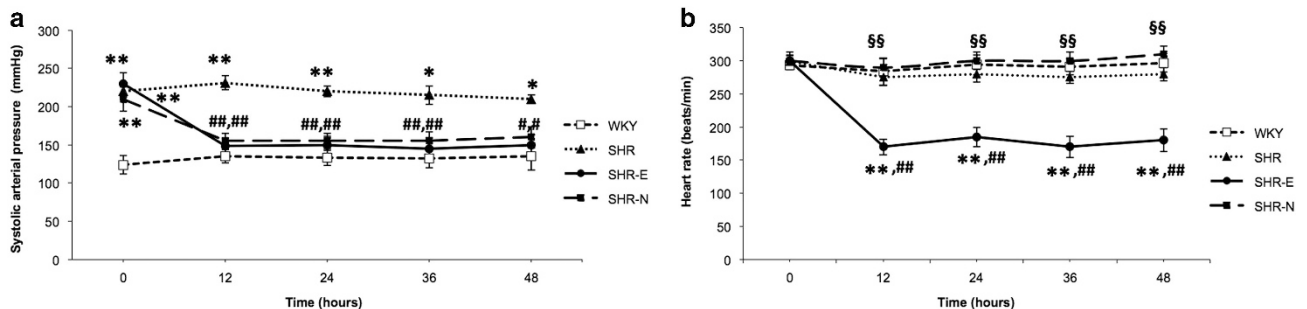 a
Systolic arterial pressure (mmHg)
300
250
200
150
100
50
0
** ** ** * *
**
**
##,## ##,## ##,## #,#
0 12 24 36 48
Time (hours)
WKY
SHR
SHR-E
SHR-N
b
Heart rate (beats/min)
350
300
250
200
150
300
50
0
§§ §§ §§ §§
**,## **,## **,## **,##
0 12 24 36 48
Time (hours)
WKY
SHR
SHR-E
SHR-N